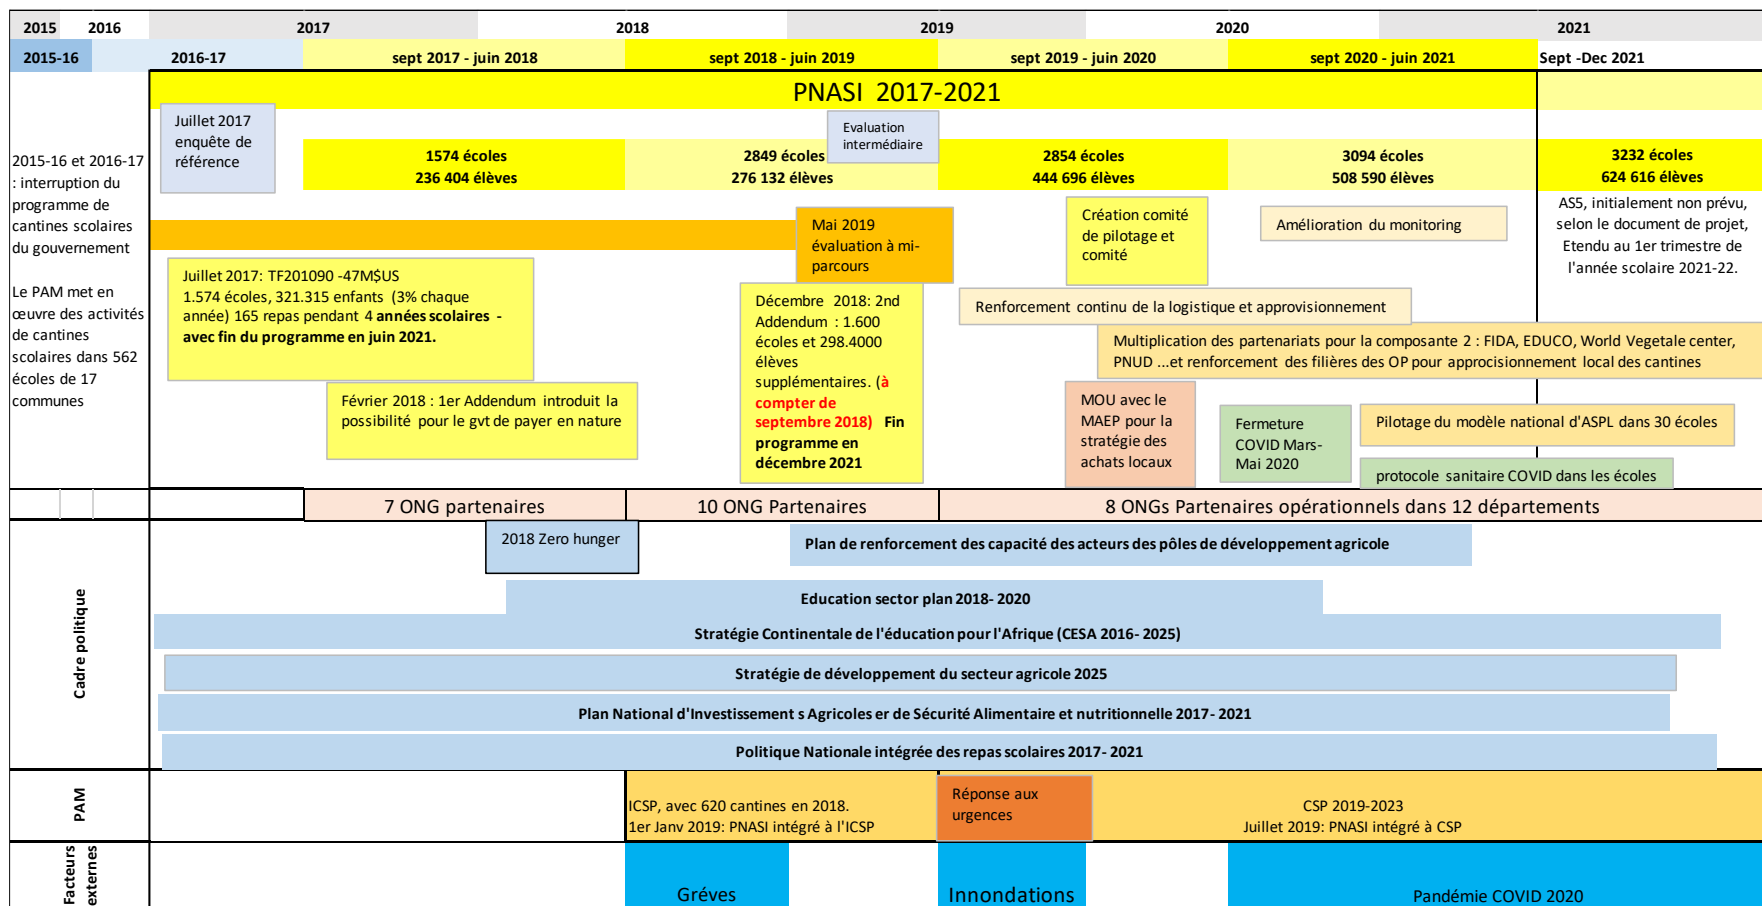 2015 2016 2017 2018 2019 2020 2021
2015-16 2016-17 sept 2017 - juin 2018 sept 2018 - juin 2019 sept 2019 - juin 2020 sept 2020 - juin 2021 Sept -Dec 2021
PNASI 2017-2021
Juillet 2017
enquête de
référence
Evaluation
intermédiaire
2015-16 et 2016-17
: interruption du
programme de
cantines scolaires
du gouvernement
Le PAM met en
œuvre des activités
de cantines
scolaires dans 562
écoles de 17
communes
1574 écoles
236 404 élèves
2849 écoles
276 132 élèves
2854 écoles
444 696 élèves
3094 écoles
508 590 élèves
3232 écoles
624 616 élèves
Mai 2019
évaluation à mi-
parcours
Création comité
de pilotage et
comité
Amélioration du monitoring
AS5, initialement non prévu,
selon le document de projet,
Etendu au 1er trimestre de
l'année scolaire 2021-22.
Juillet 2017: TF201090 -47M$US
1.574 écoles, 321.315 enfants (3% chaque
année) 165 repas pendant 4 années scolaires -
avec fin du programme en juin 2021.
Décembre 2018: 2nd
Addendum : 1.600
écoles et 298.4000
élèves
supplémentaires. (à
compter de
septembre 2018) Fin
programme en
décembre 2021
Renforcement continu de la logistique et approvisionnement
Multiplication des partenariats pour la composante 2 : FIDA, EDUCO, World Vegetale center,
PNUD ...et renforcement des filières des OP pour approcisionnement local des cantines
Février 2018 : 1er Addendum introduit la
possibilité pour le gvt de payer en nature
MOU avec le
MAEP pour la
stratégie des
achats locaux
Fermeture
COVID Mars-
Mai 2020
Pilotage du modèle national d'ASPL dans 30 écoles
protocole sanitaire COVID dans les écoles
7 ONG partenaires 10 ONG Partenaires 8 ONGs Partenaires opérationnels dans 12 départements
Cadre politique
2018 Zero hunger
Plan de renforcement des capacité des acteurs des pôles de développement agricole
Education sector plan 2018- 2020
Stratégie Continentale de l'éducation pour l'Afrique (CESA 2016- 2025)
Stratégie de développement du secteur agricole 2025
Plan National d'Investissement s Agricoles er de Sécurité Alimentaire et nutritionnelle 2017- 2021
Politique Nationale intégrée des repas scolaires 2017- 2021
PAM
ICSP, avec 620 cantines en 2018.
1er Janv 2019: PNASI intégré à l'ICSP
Réponse aux
urgences
CSP 2019-2023
Juillet 2019: PNASI intégré à CSP
Facteurs
externes
Gréves Innondations Pandémie COVID 2020